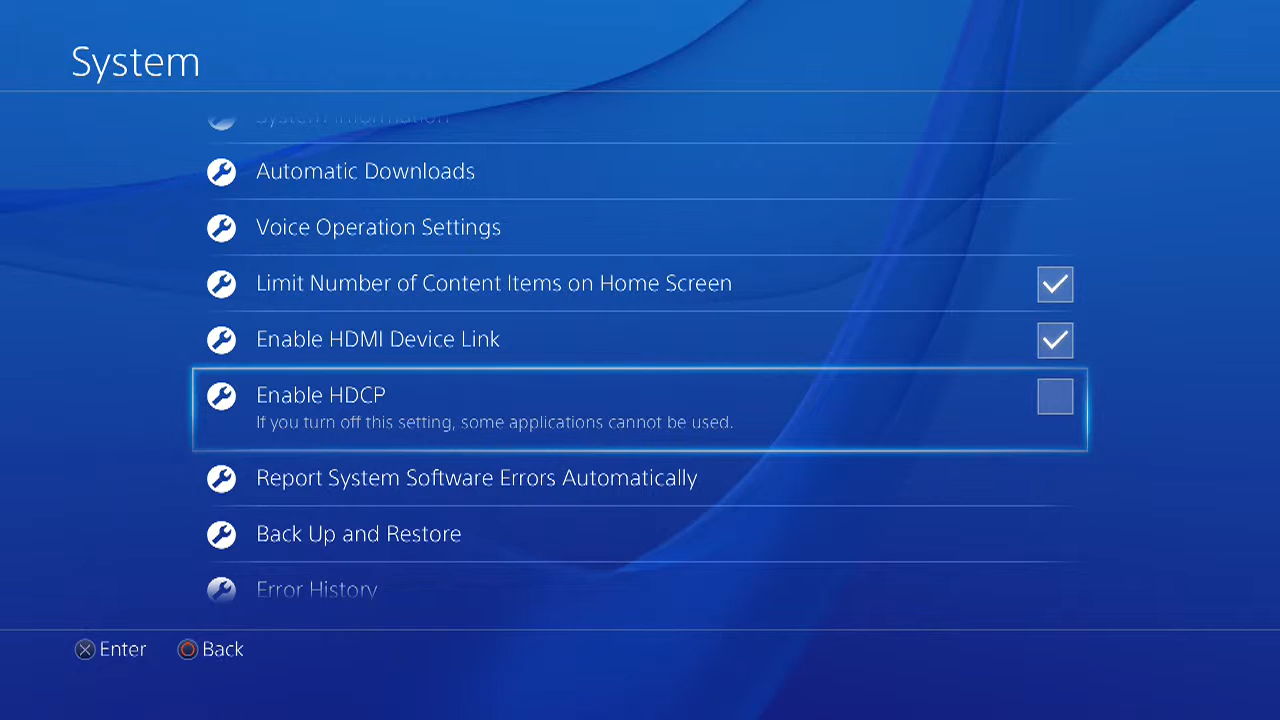 System
System Information
Automatic Downloads
Voice Operation Settings
Limit Number of Content Items on Home Screen
Enable HDMI Device Link
Enable HDCP
If you turn off this setting, some applications cannot be used.
Report System Software Errors Automatically
Back Up and Restore
Error History
Enter Back